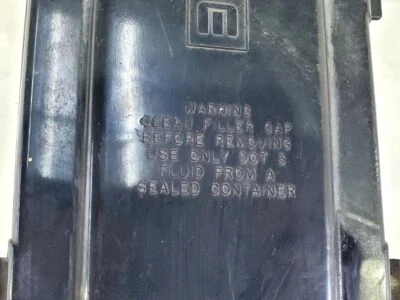 WARNING
CLEAN FILLER CAP
BEFORE REMOVING
USE ONLY DOT 3
FLUID FROM A
SEALED CONTAINER